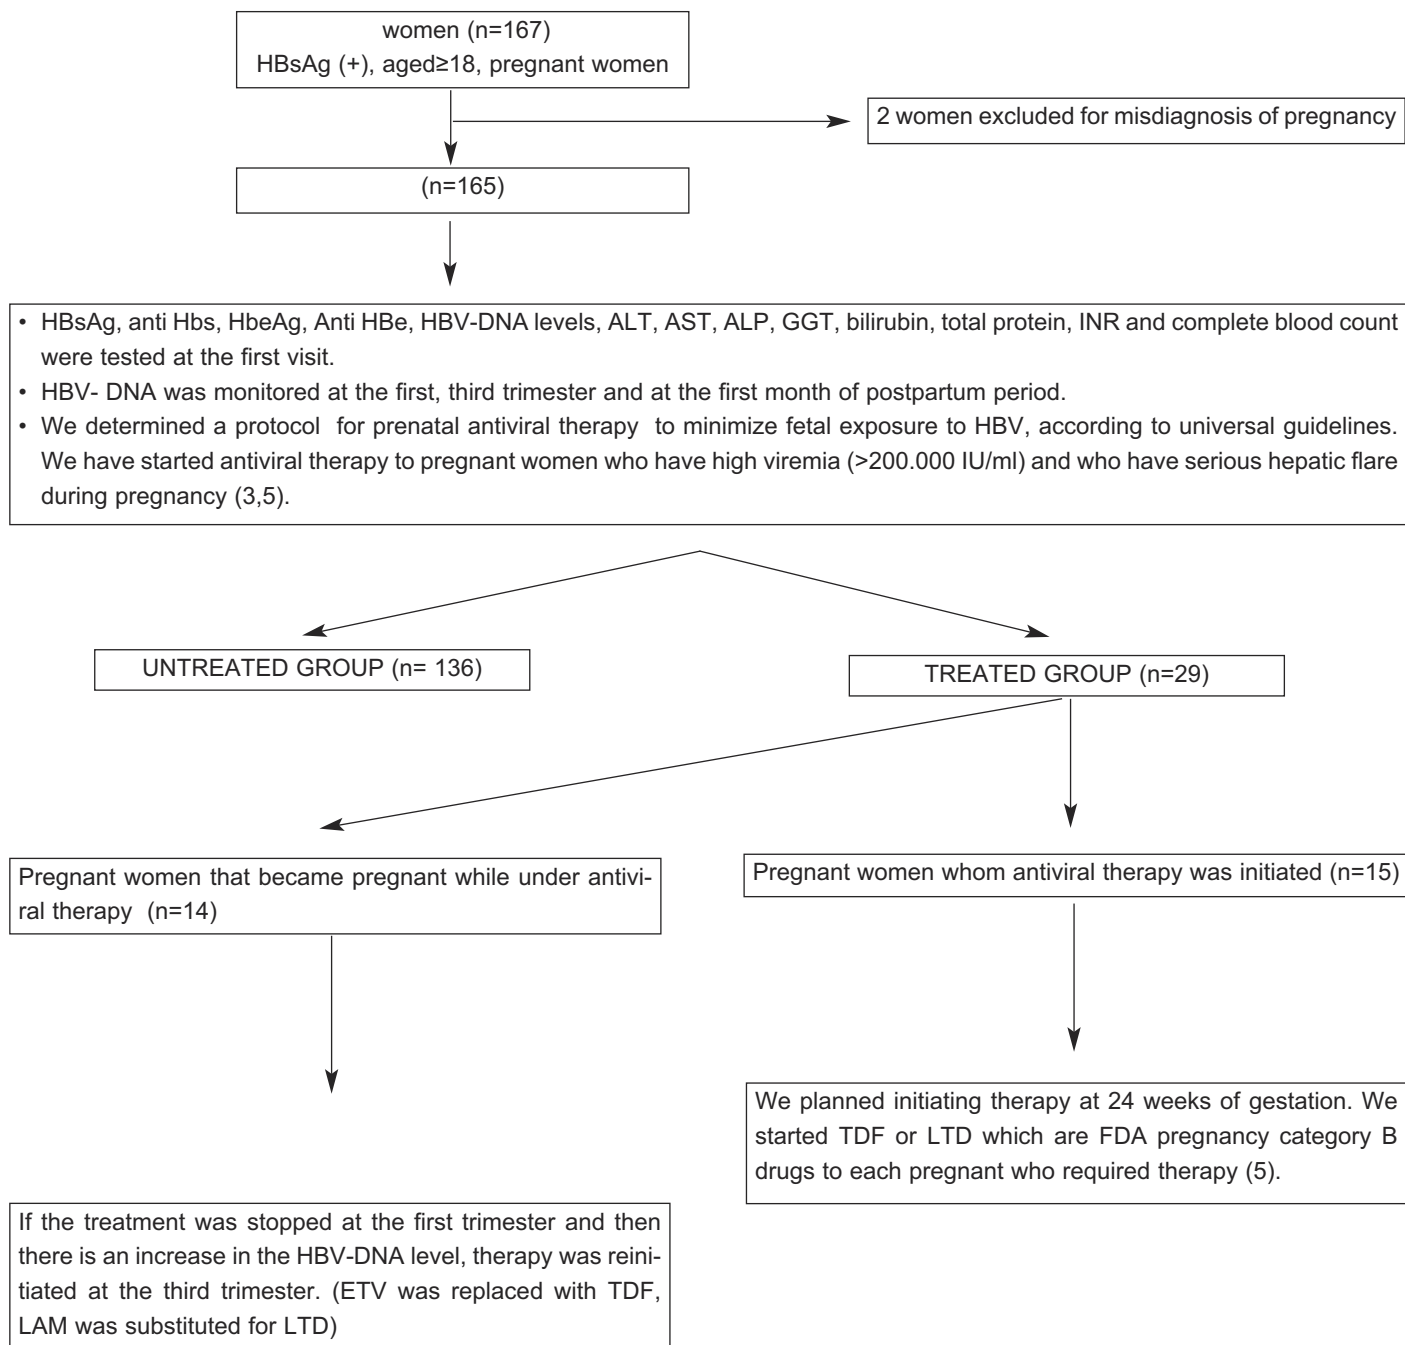 women (n=167)
HBsAg (+), aged≥18, pregnant women
2 women excluded for misdiagnosis of pregnancy
(n=165)
• HBsAg, anti Hbs, HbeAg, Anti HBe, HBV-DNA levels, ALT, AST, ALP, GGT, bilirubin, total protein, INR and complete blood count
were tested at the first visit.
• HBV- DNA was monitored at the first, third trimester and at the first month of postpartum period.
• We determined a protocol for prenatal antiviral therapy to minimize fetal exposure to HBV, according to universal guidelines.
We have started antiviral therapy to pregnant women who have high viremia (>200.000 IU/ml) and who have serious hepatic flare
during pregnancy (3,5).
UNTREATED GROUP (n= 136)
TREATED GROUP (n=29)
Pregnant women that became pregnant while under antivi-
ral therapy (n=14)
Pregnant women whom antiviral therapy was initiated (n=15)
We planned initiating therapy at 24 weeks of gestation. We
started TDF or LTD which are FDA pregnancy category B
drugs to each pregnant who required therapy (5).
If the treatment was stopped at the first trimester and then
there is an increase in the HBV-DNA level, therapy was reini-
tiated at the third trimester. (ETV was replaced with TDF,
LAM was substituted for LTD)